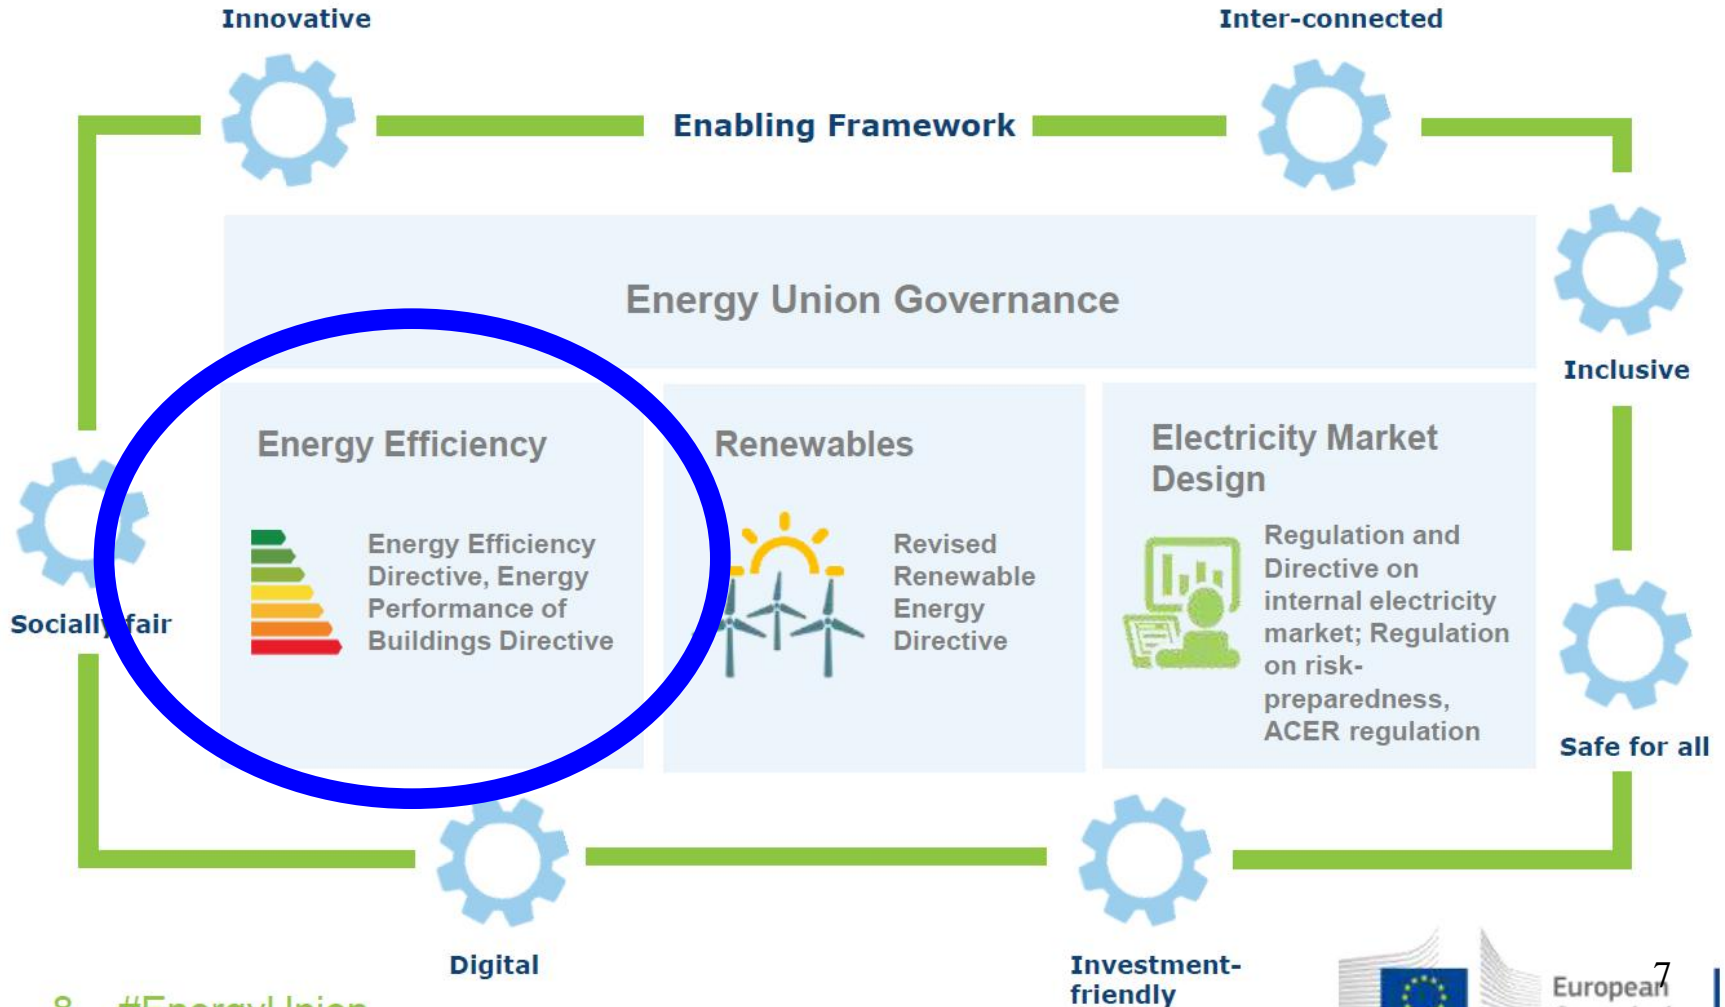 Innovative
Inter-connected
Enabling Framework
Energy Union Governance
Inclusive
Energy Efficiency
Energy Efficiency
Directive, Energy
Performance of
Buildings Directive
Renewables
Revised
Renewable
Energy
Directive
Electricity Market
Design
Regulation and
Directive on
internal electricity
market; Regulation
on risk-
preparedness,
ACER regulation
Socially fair
Safe for all
Digital
Investment-
friendly
8 #EnergyUnion
European
7